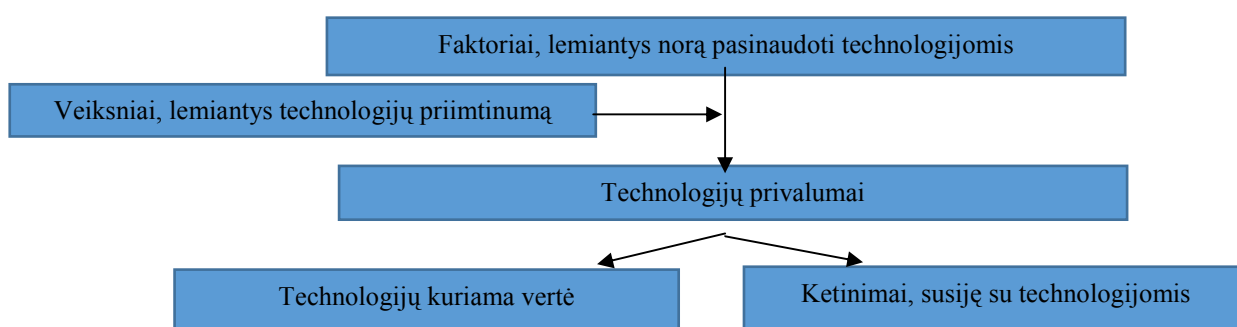 Faktoriai, lemiantys norą pasinaudoti technologijomis
Veiksniai, lemiantys technologijų priimtinumą
Technologijų privalumai
Technologijų kuriama vertė
Ketinimai, susiję su technologijomis